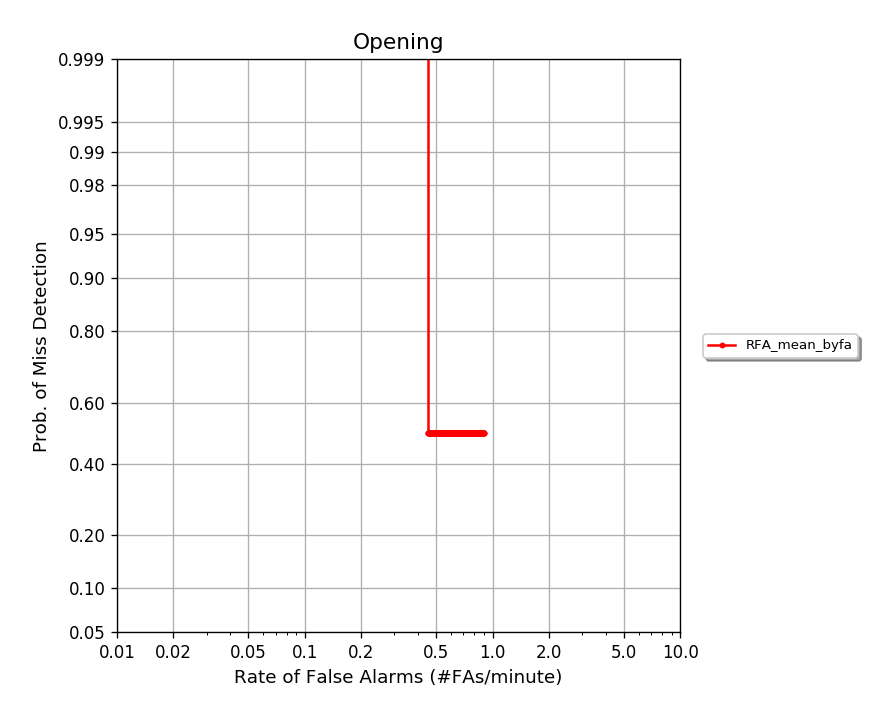 Opening
0.999
0.995
0.99
0.98
0.95
0.90
0.80
0.60
0.40
0.20
0.10
0.05
Prob. of Miss Detection
0.01 0.02 0.05 0.1 0.2 0.5 1.0 2.0 5.0 10.0
Rate of False Alarms (#FAs/minute)
RFA_mean_byfa